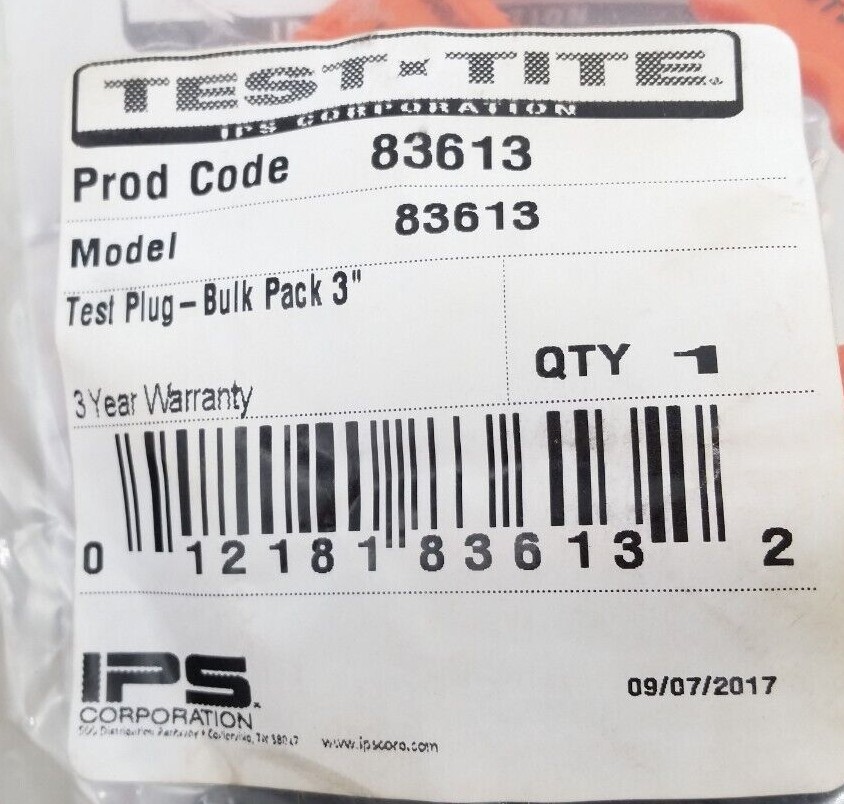 TEST-TITE
IPS CORPORATION
Prod Code 83613
Model 83613
Test Plug – Bulk Pack 3"
QTY 1
3 Year Warranty
0 12181 83613 2
IPS
CORPORATION
09/07/2017
www.ipscorp.com